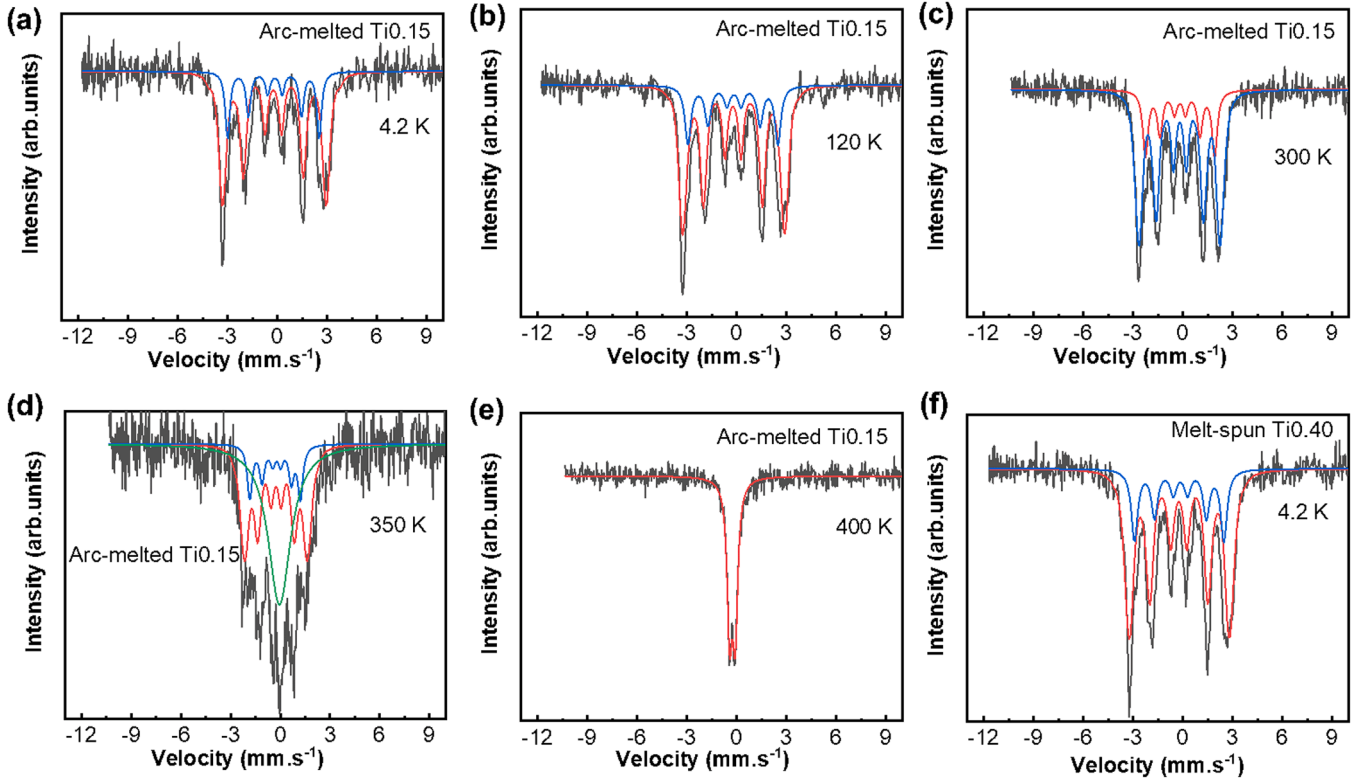 (a)
Arc-melted Ti0.15
4.2 K
Intensity (arb.units)
-12 -9 -6 -3 0 3 6 9
Velocity (mm.s⁻¹)
(b)
Arc-melted Ti0.15
120 K
Intensity (arb.units)
-12 -9 -6 -3 0 3 6 9
Velocity (mm.s⁻¹)
(c)
Arc-melted Ti0.15
300 K
Intensity (arb.units)
-12 -9 -6 -3 0 3 6 9
Velocity (mm.s⁻¹)
(d)
350 K
Arc-melted Ti0.15
Intensity (arb.units)
-12 -9 -6 -3 0 3 6 9
Velocity (mm.s⁻¹)
(e)
Arc-melted Ti0.15
400 K
Intensity (arb.units)
-12 -9 -6 -3 0 3 6 9
Velocity (mm.s⁻¹)
(f)
Melt-spun Ti0.40
4.2 K
Intensity (arb.units)
-12 -9 -6 -3 0 3 6 9
Velocity (mm.s⁻¹)